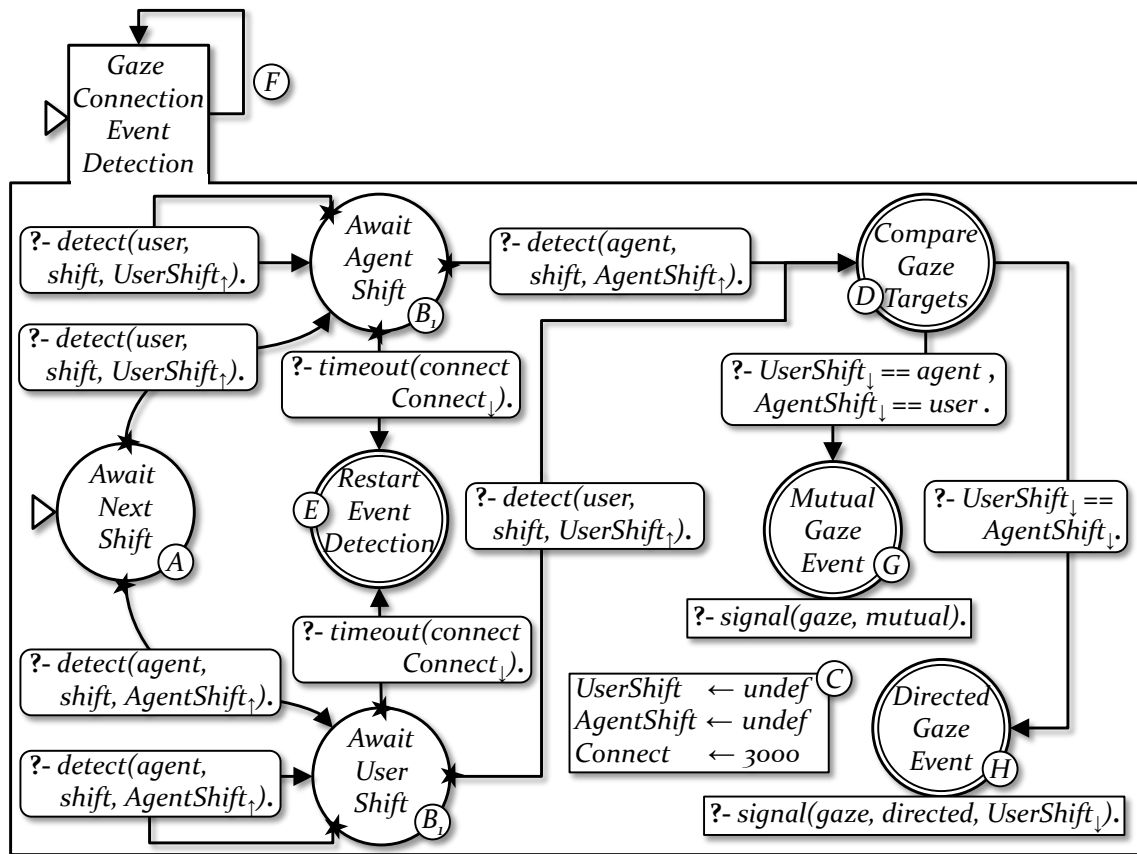 Gaze
Connection
Event
Detection
F
?- detect(user,
shift, UserShift↑).
Await
Agent
Shift
B₁
?- detect(agent,
shift, AgentShift↑).
Compare
Gaze
Targets
D
?- detect(user,
shift, UserShift↑).
?- timeout(connect
Connect↓).
?- UserShift↓ == agent ,
AgentShift↓ == user .
Await
Next
Shift
A
Restart
Event
Detection
E
?- detect(user,
shift, UserShift↑).
Mutual
Gaze
Event
G
?- signal(gaze, mutual).
?- UserShift↓ ==
AgentShift↓.
?- detect(agent,
shift, AgentShift↑).
?- timeout(connect
Connect↓).
C
UserShift ← undef
AgentShift ← undef
Connect ← 3000
Directed
Gaze
Event
H
?- signal(gaze, directed, UserShift↓).
?- detect(agent,
shift, AgentShift↑).
Await
User
Shift
B₁